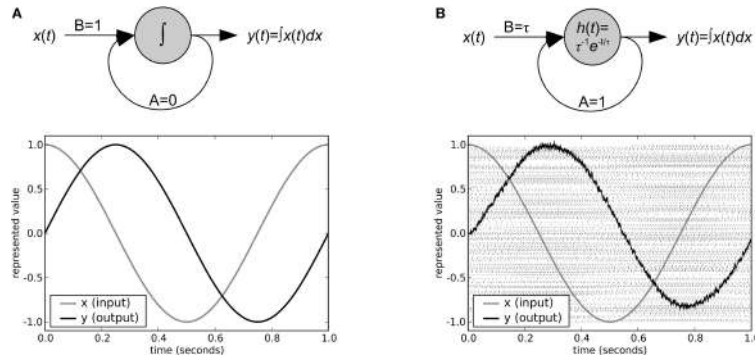 A
x(t)
B=1
∫
y(t)=∫x(t)dx
A=0
represented value
1.0
0.5
0.0
-0.5
-1.0
x (input)
y (output)
0.0 0.2 0.4 0.6 0.8 1.0
time (seconds)
B
x(t)
B=τ
h(t)=
τ⁻¹e^-t/τ
y(t)=∫x(t)dx
A=1
represented value
1.0
0.5
0.0
-0.5
-1.0
x (input)
y (output)
0.0 0.2 0.4 0.6 0.8 1.0
time (seconds)